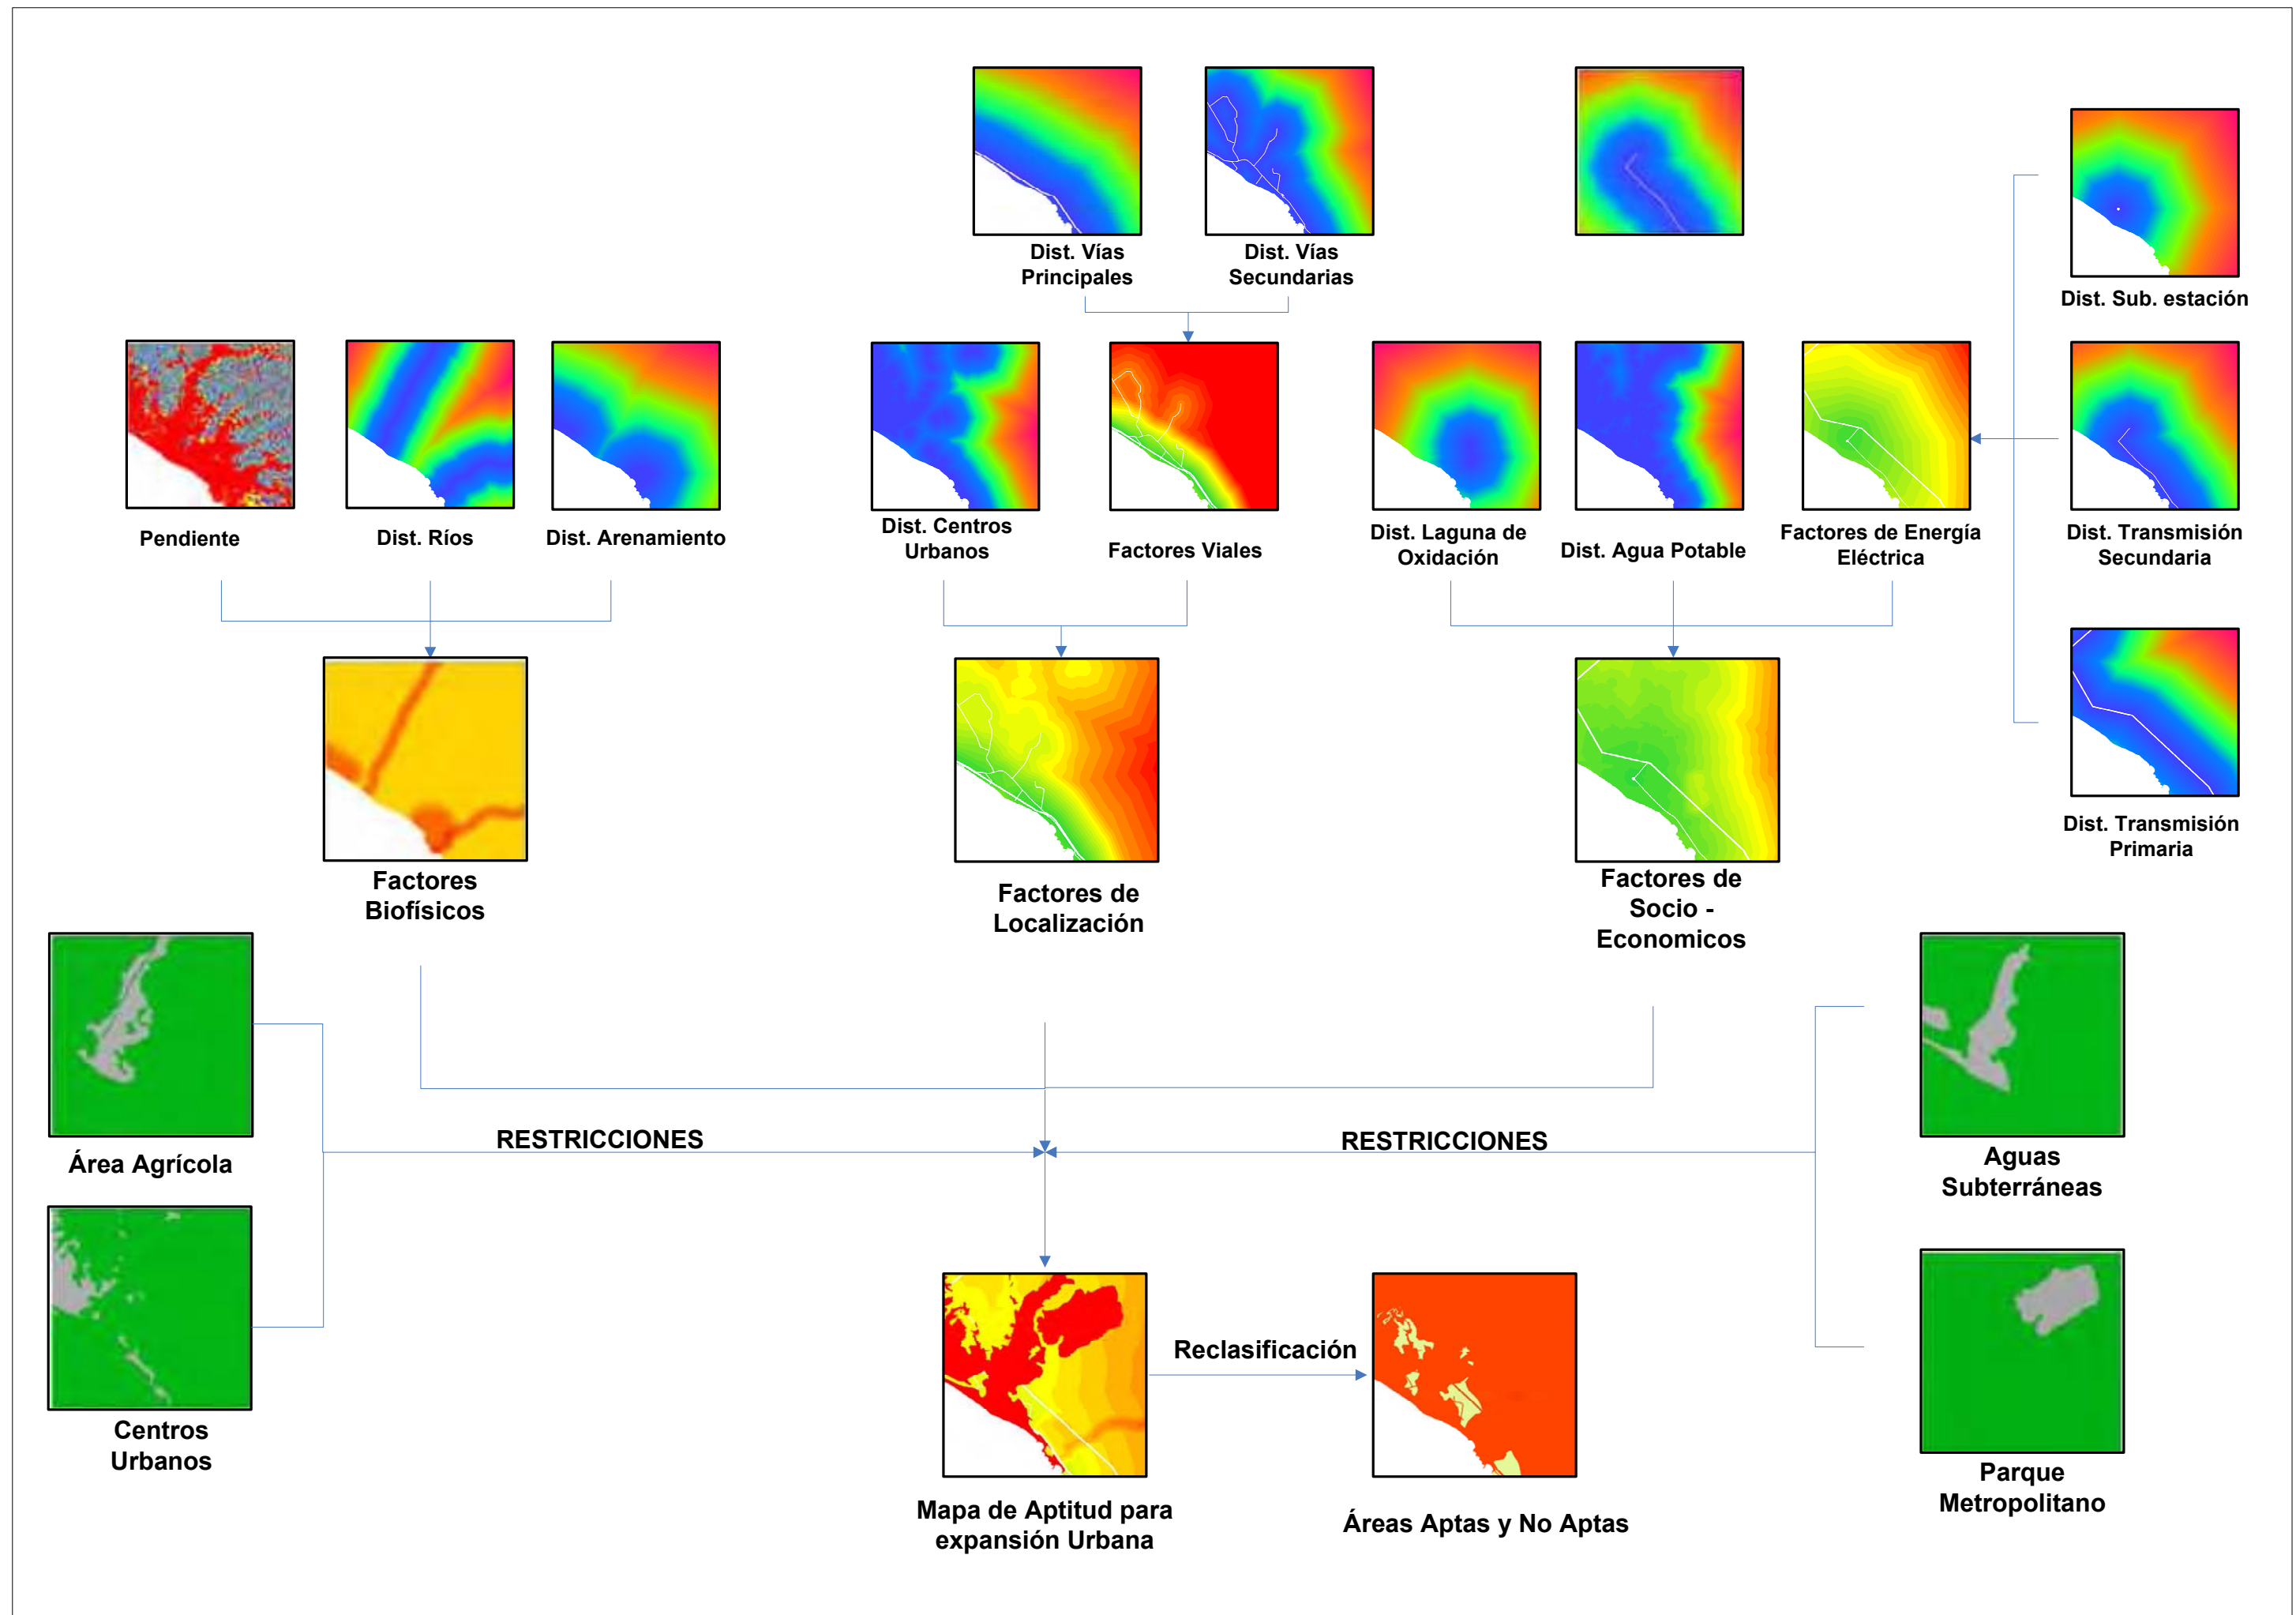 Dist. Vías
Principales
Dist. Vías
Secundarias
Dist. Sub. estación
Pendiente
Dist. Ríos
Dist. Arenamiento
Dist. Centros
Urbanos
Factores Viales
Dist. Laguna de
Oxidación
Dist. Agua Potable
Factores de Energía
Eléctrica
Dist. Transmisión
Secundaria
Dist. Transmisión
Primaria
Factores
Biofísicos
Factores de
Localización
Factores de
Socio -
Economicos
Área Agrícola
RESTRICCIONES
RESTRICCIONES
Aguas
Subterráneas
Centros
Urbanos
Reclasificación
Parque
Metropolitano
Mapa de Aptitud para
expansión Urbana
Áreas Aptas y No Aptas